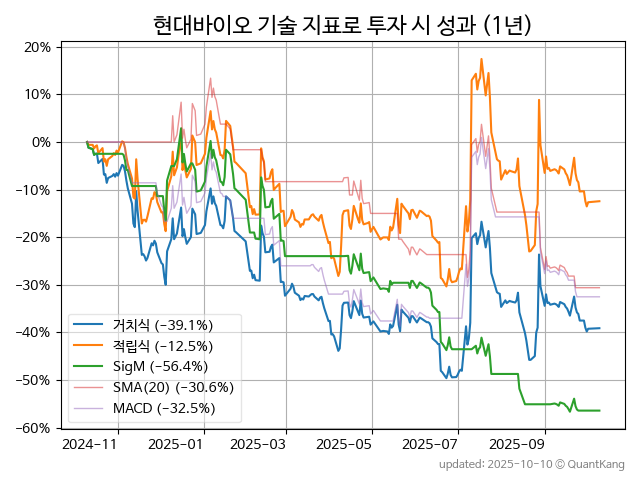 현대바이오 기술 지표로 투자 시 성과 (1년)
20%
10%
0%
−10%
−20%
−30%
−40%
−50%
−60%
거치식 (−39.1%)
적립식 (−12.5%)
SigM (−56.4%)
SMA(20) (−30.6%)
MACD (−32.5%)
2024−11
2025−01
2025−03
2025−05
2025−07
2025−09
updated: 2025-10-10 © QuantKang